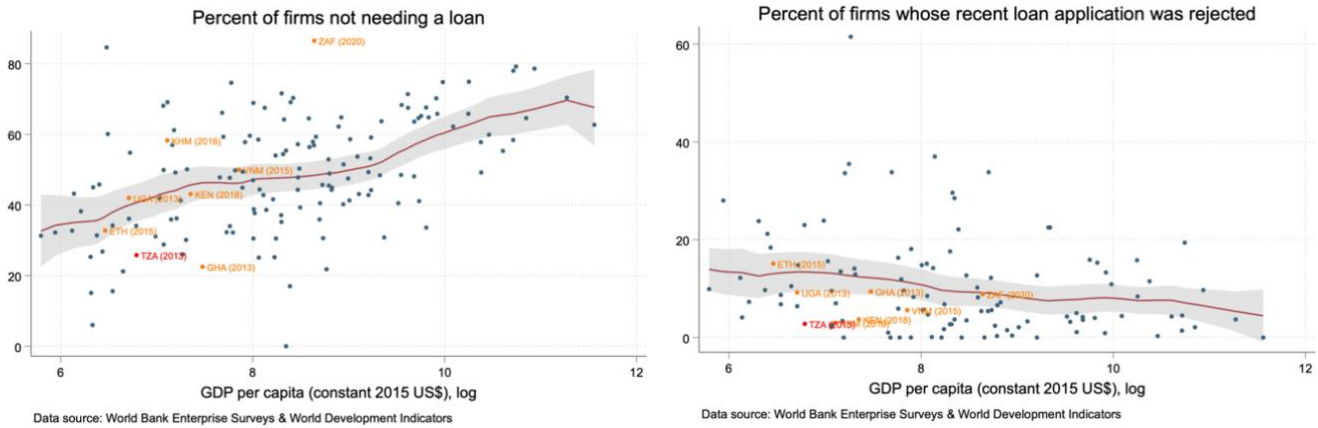 Percent of firms not needing a loan
80
60
40
20
0
ZAF (2020)
KHM (2016)
VNM (2015)
UGA (2013)
KEN (2018)
ETH (2015)
TZA (2013)
GHA (2013)
6
8
10
12
GDP per capita (constant 2015 US$), log
Data source: World Bank Enterprise Surveys & World Development Indicators
Percent of firms whose recent loan application was rejected
60
40
20
0
ETH (2015)
UGA (2013)
GHA (2013)
ZAF (2020)
VNM (2015)
KEN (2018)
TZA (2013)
6
8
10
12
GDP per capita (constant 2015 US$), log
Data source: World Bank Enterprise Surveys & World Development Indicators